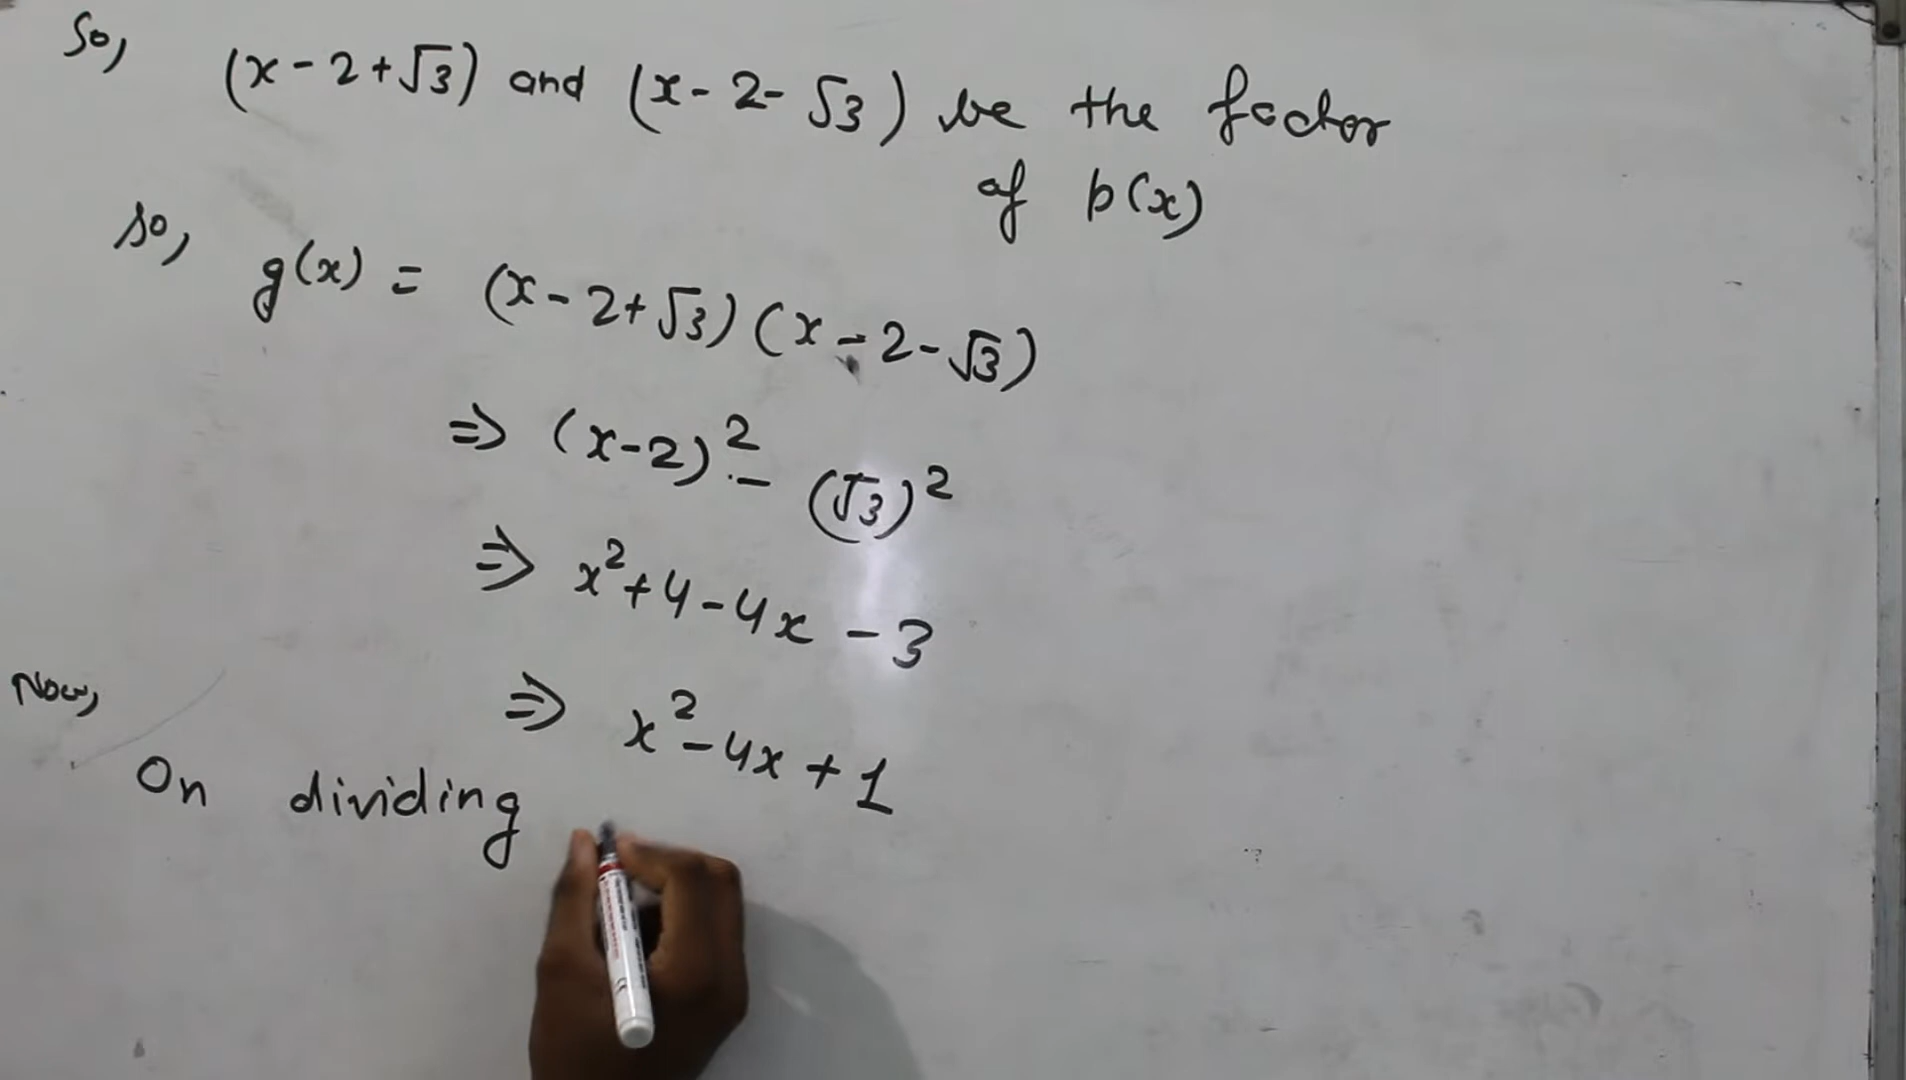 So,
(x - 2 + √3) and (x - 2 - √3) be the factor
of p(x)
so,
g(x) = (x - 2 + √3) (x - 2 - √3)
⇒ (x - 2)² - (√3)²
⇒ x² + 4 - 4x - 3
⇒ x² - 4x + 1
Now,
On dividing